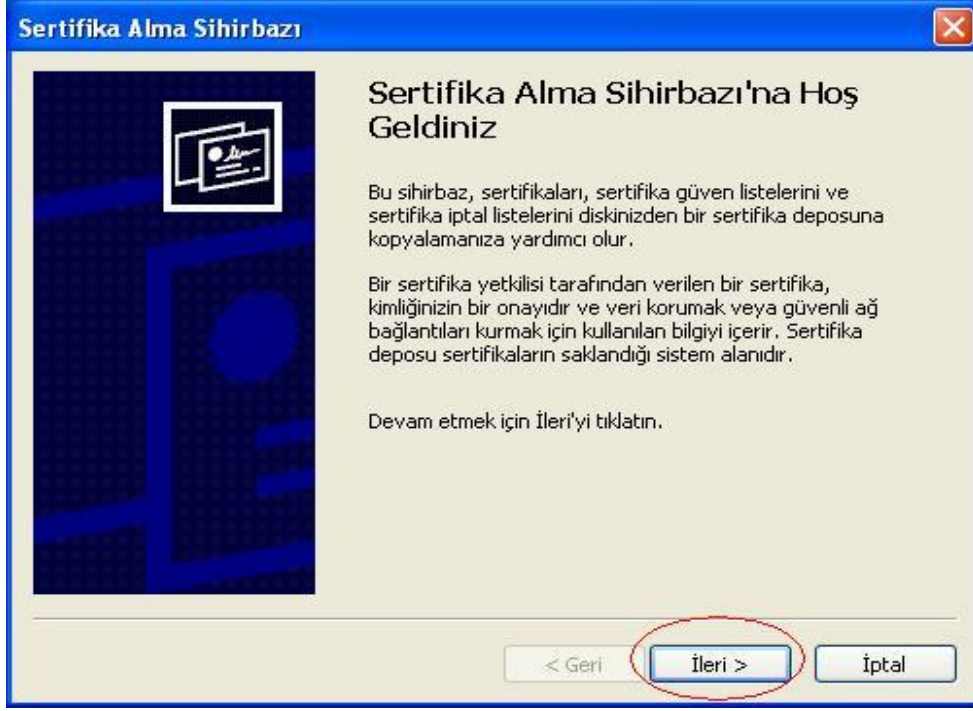 Sertifika Alma Sihirbazı
Sertifika Alma Sihirbazı'na Hoş
Geldiniz
Bu sihirbaz, sertifikaları, sertifika güven listelerini ve
sertifika iptal listelerini diskinizden bir sertifika deposuna
kopyalamanıza yardımcı olur.
Bir sertifika yetkilisi tarafından verilen bir sertifika,
kimliğinizin bir onayıdır ve veri korumak veya güvenli ağ
bağlantıları kurmak için kullanılan bilgiyi içerir. Sertifika
deposu sertifikaların saklandığı sistem alanıdır.
Devam etmek için İleri'yi tıklatın.
< Geri
İleri >
İptal